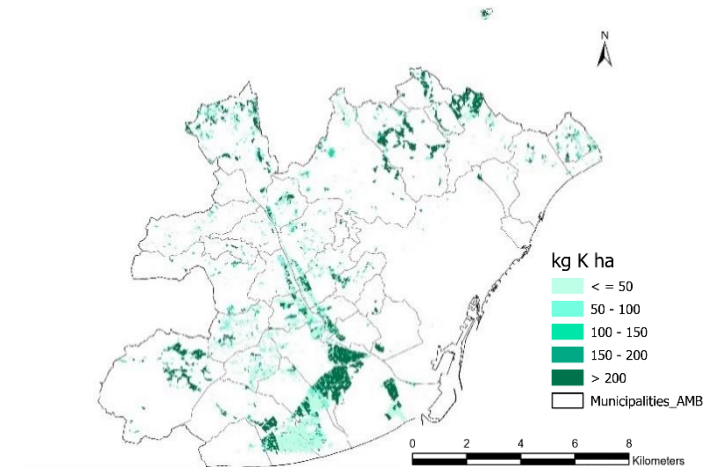 N
kg K ha
< = 50
50 - 100
100 - 150
150 - 200
> 200
Municipalities_AMB
0 2 4 6 8
Kilometers